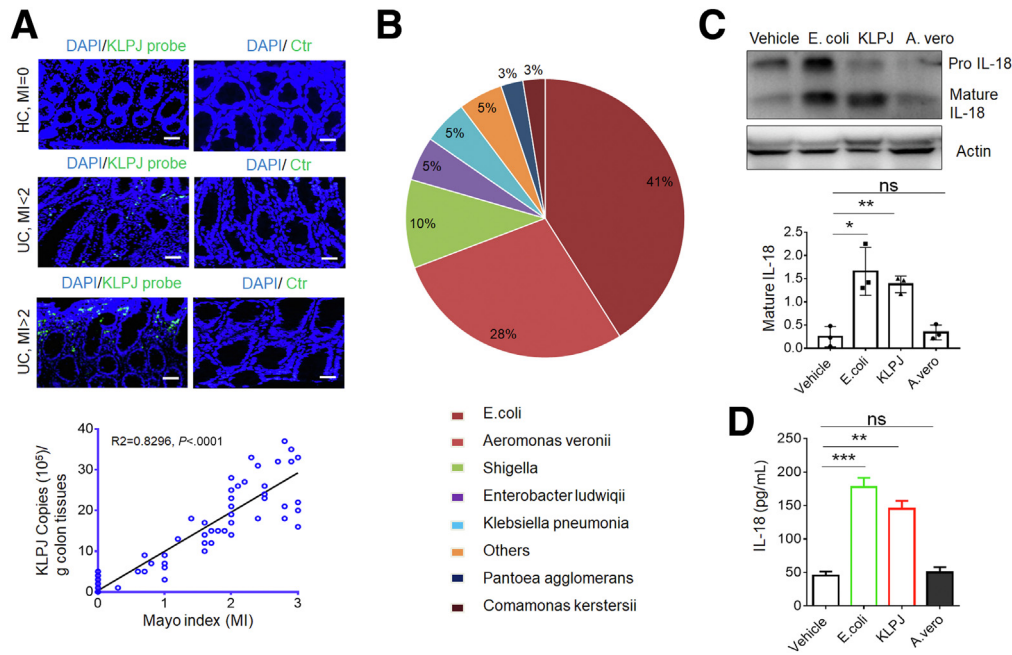 A
DAPI/KLPJ probe
DAPI/ Ctr
HC, MI=0
DAPI/KLPJ probe
DAPI/ Ctr
UC, MI<2
DAPI/KLPJ probe
DAPI/ Ctr
UC, MI>2
R2=0.8296, P<.0001
KLPJ Copies (10⁶)/
g colon tissues
40
30
20
10
0
0
1
2
3
Mayo index (MI)
B
3%
3%
5%
5%
5%
10%
28%
41%
E.coli
Aeromonas veronii
Shigella
Enterobacter ludwiqii
Klebsiella pneumonia
Others
Pantoea agglomerans
Comamonas kerstersii
C
Vehicle E. coli KLPJ A. vero
Pro IL-18
Mature
IL-18
Actin
ns
**
*
Mature IL-18
2.5
2.0
1.5
1.0
0.5
0.0
Vehicle
E.coli
KLPJ
A.vero
D
ns
**
***
IL-18 (pg/mL)
250
200
150
100
50
0
Vehicle
E.coli
KLPJ
A.vero